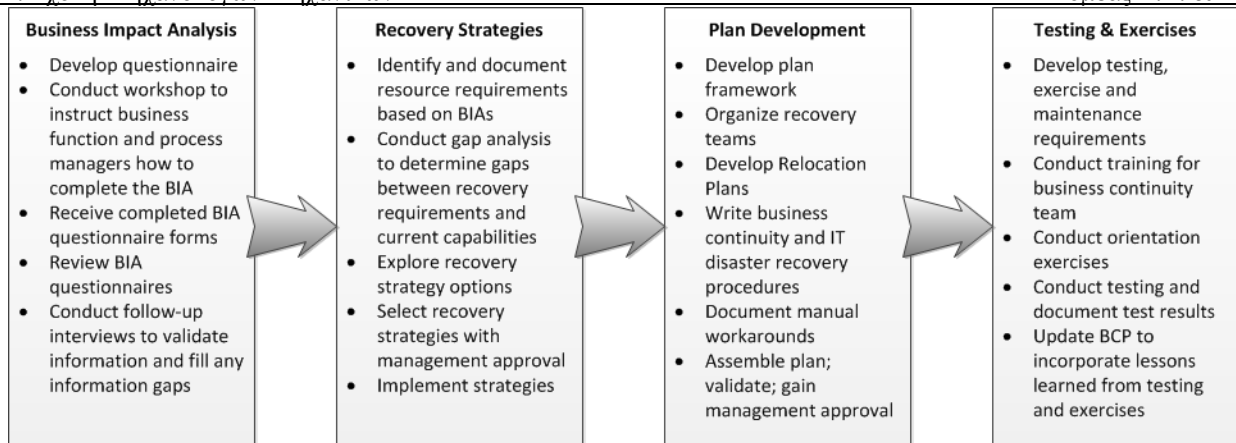 Business Impact Analysis
• Develop questionnaire
• Conduct workshop to
instruct business
function and process
managers how to
complete the BIA
• Receive completed BIA
questionnaire forms
• Review BIA
questionnaires
• Conduct follow-up
interviews to validate
information and fill any
information gaps
Recovery Strategies
• Identify and document
resource requirements
based on BIAs
• Conduct gap analysis
to determine gaps
between recovery
requirements and
current capabilities
• Explore recovery
strategy options
• Select recovery
strategies with
management approval
• Implement strategies
Plan Development
• Develop plan
framework
• Organize recovery
teams
• Develop Relocation
Plans
• Write business
continuity and IT
disaster recovery
procedures
• Document manual
workarounds
• Assemble plan;
validate; gain
management approval
Testing & Exercises
• Develop testing,
exercise and
maintenance
requirements
• Conduct training for
business continuity
team
• Conduct orientation
exercises
• Conduct testing and
document test results
• Update BCP to
incorporate lessons
learned from testing
and exercises